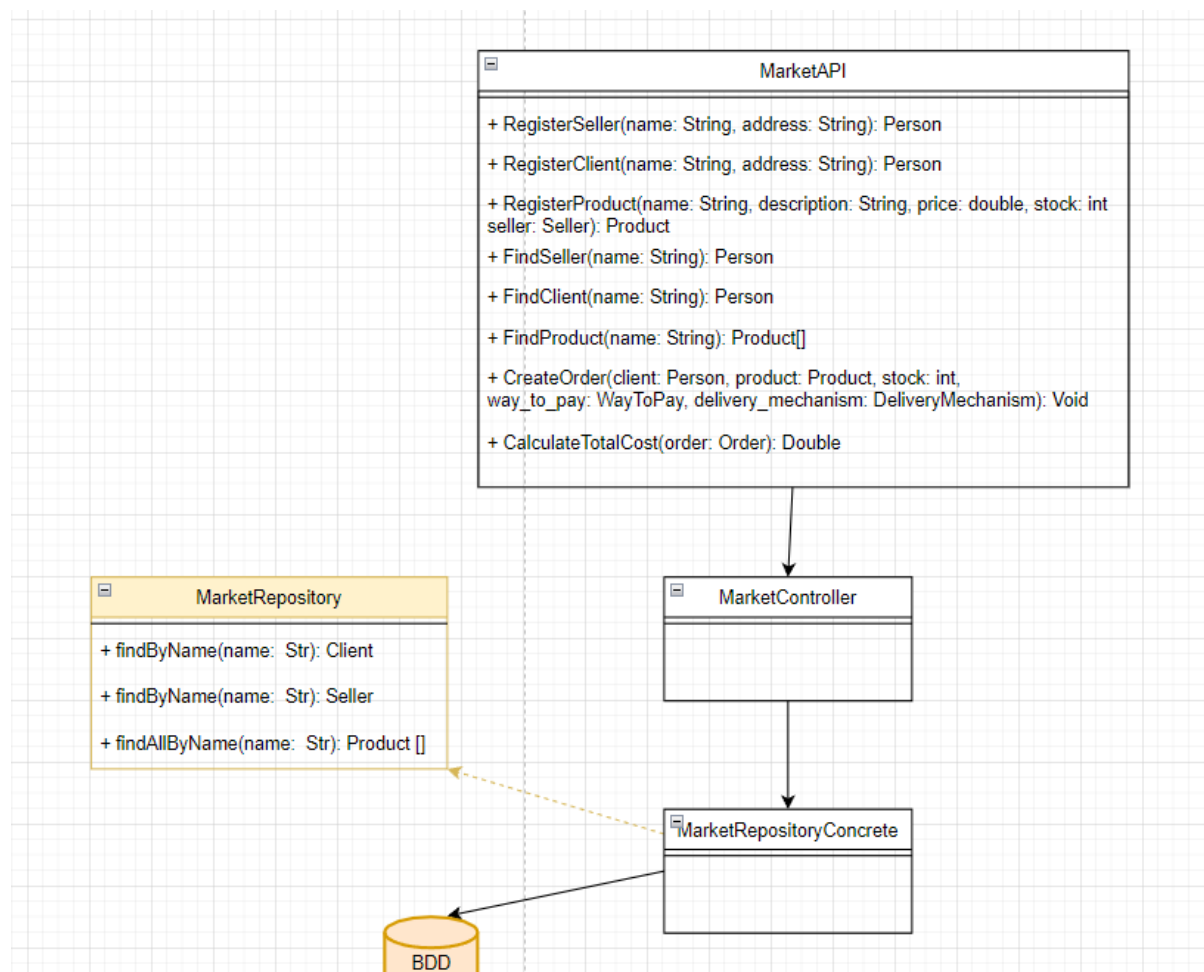 MarketAPI
+ RegisterSeller(name: String, address: String): Person
+ RegisterClient(name: String, address: String): Person
+ RegisterProduct(name: String, description: String, price: double, stock: int
seller: Seller): Product
+ FindSeller(name: String): Person
+ FindClient(name: String): Person
+ FindProduct(name: String): Product[]
+ CreateOrder(client: Person, product: Product, stock: int,
way_to_pay: WayToPay, delivery_mechanism: DeliveryMechanism): Void
+ CalculateTotalCost(order: Order): Double
MarketRepository
+ findByName(name: Str): Client
+ findByName(name: Str): Seller
+ findAllByName(name: Str): Product []
MarketController
MarketRepositoryConcrete
BDD